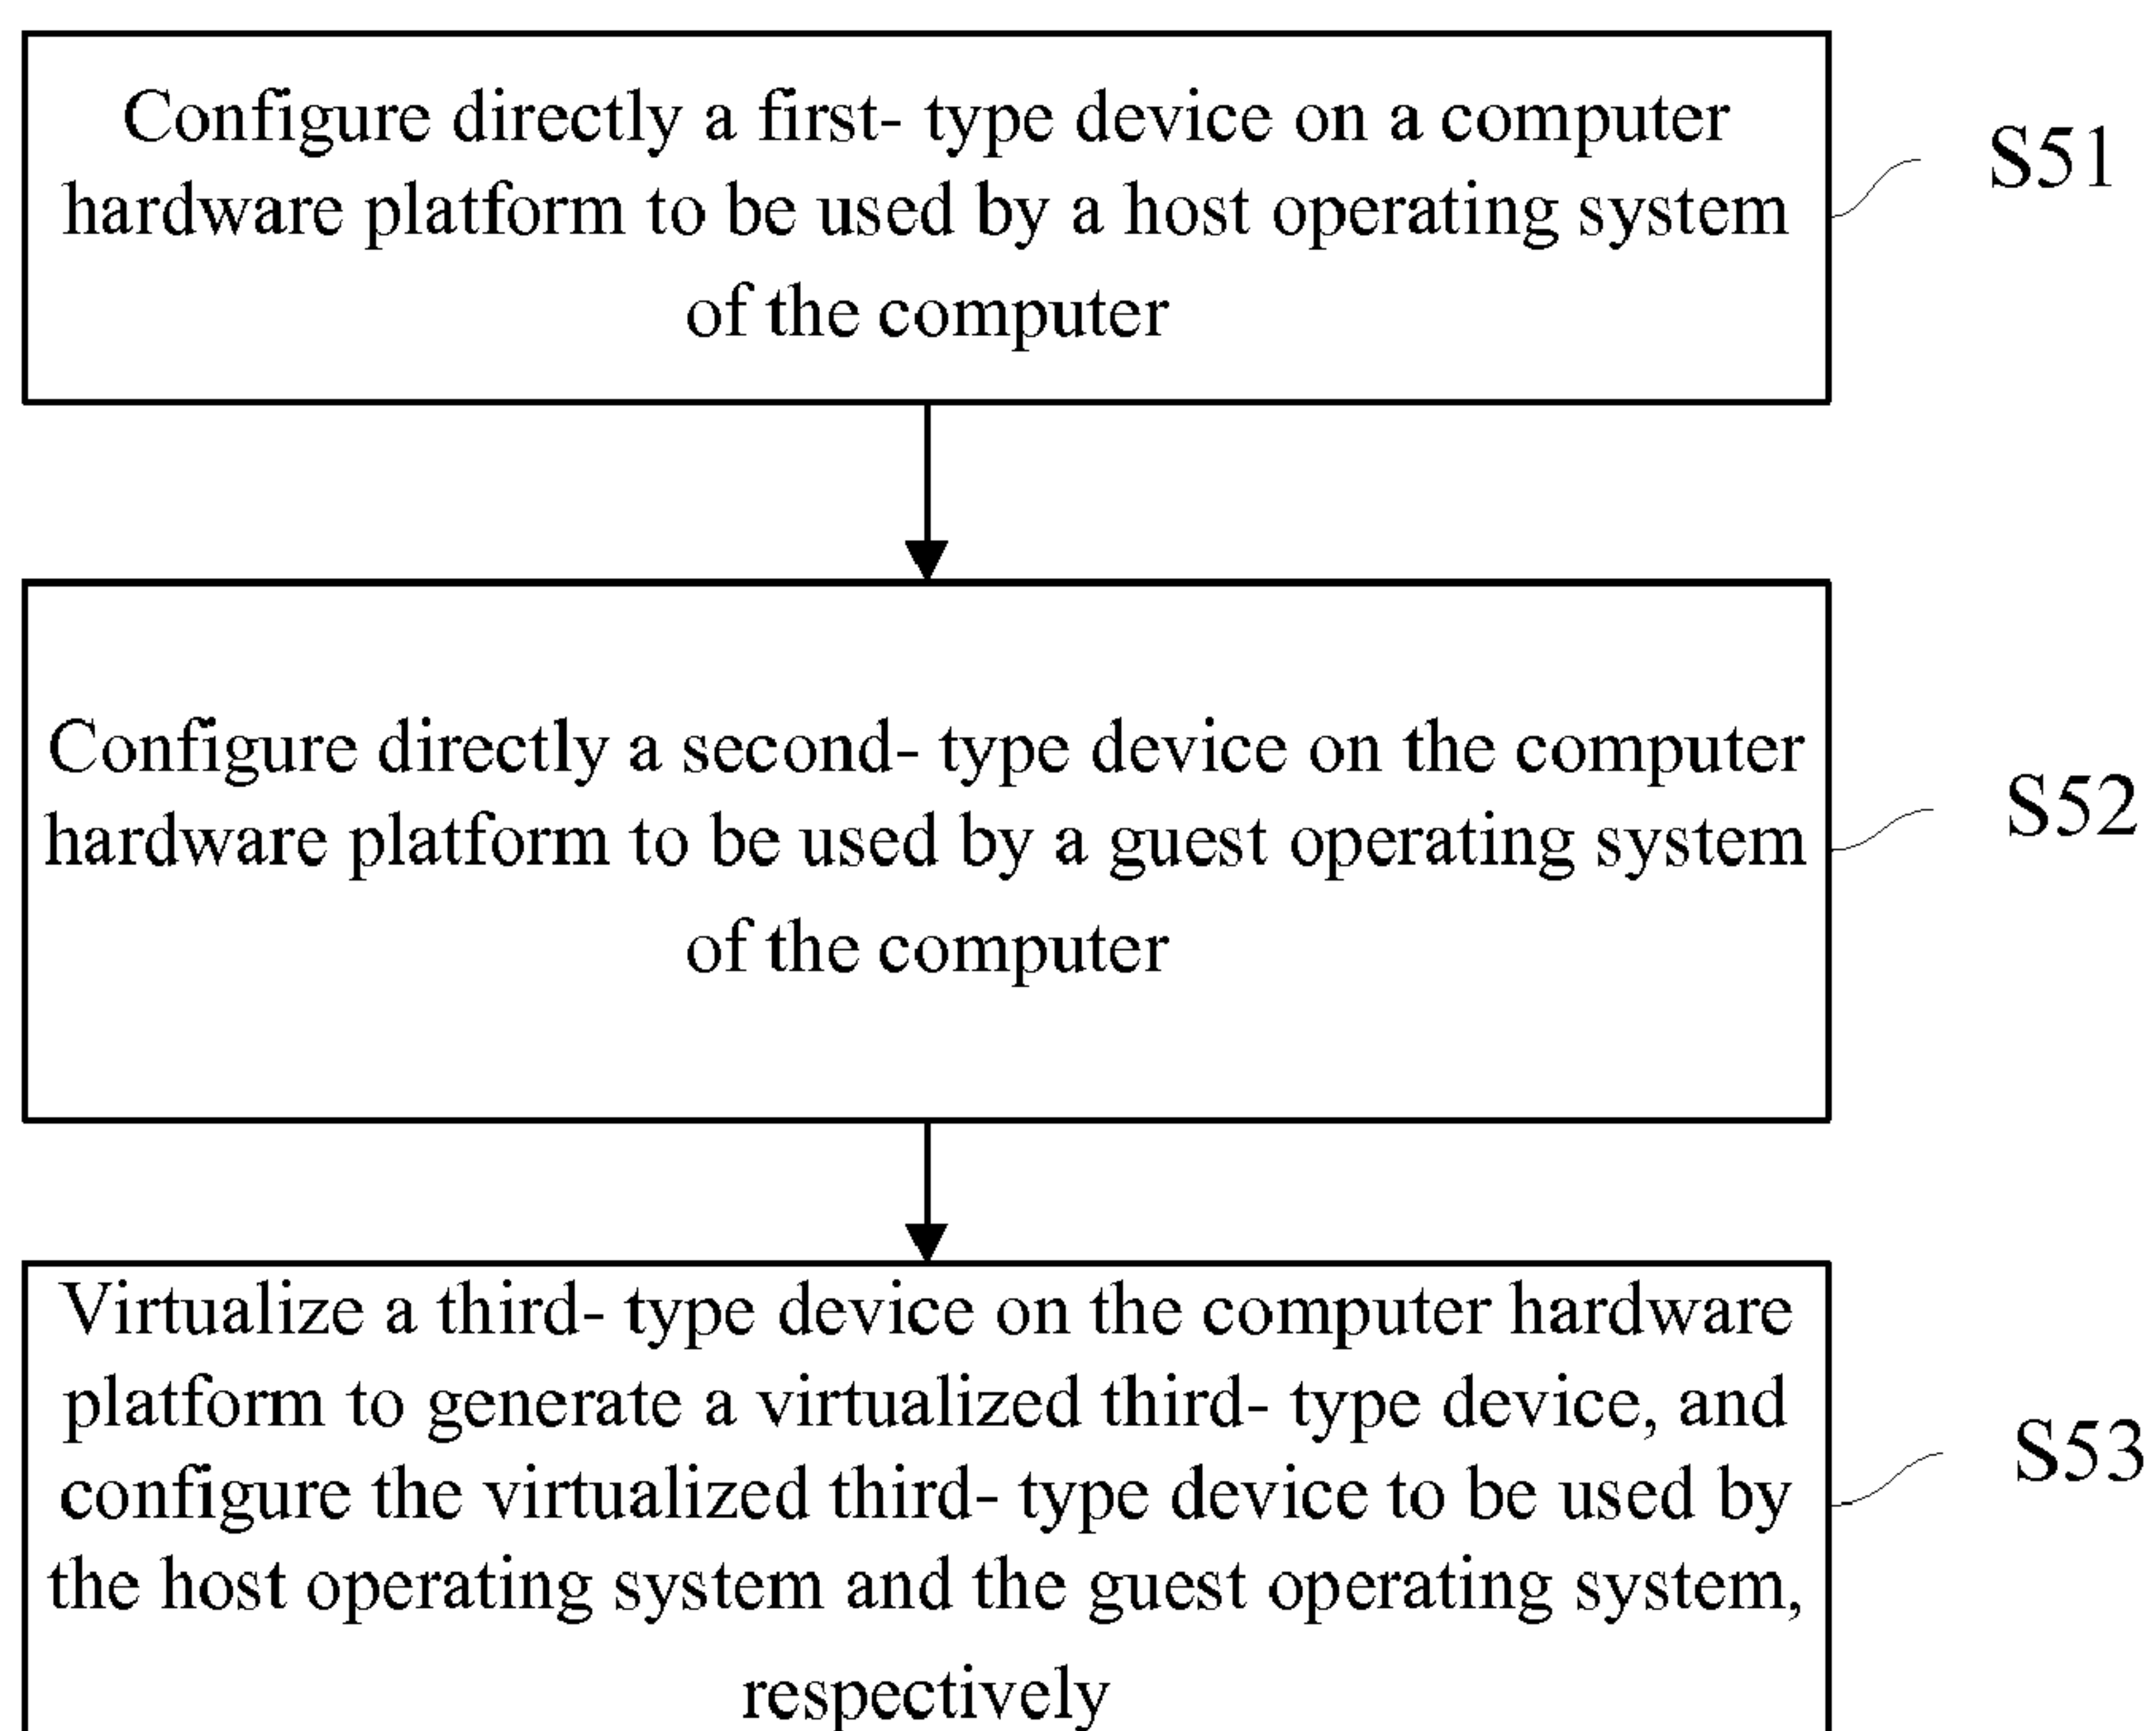 Configure directly a first- type device on a computer
hardware platform to be used by a host operating system
of the computer
S51
Configure directly a second- type device on the computer
hardware platform to be used by a guest operating system
of the computer
S52
Virtualize a third- type device on the computer hardware
platform to generate a virtualized third- type device, and
configure the virtualized third- type device to be used by
the host operating system and the guest operating system,
respectively
S53